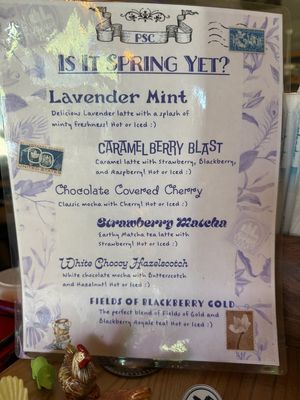 PSC
IS IT SPRING YET?
Lavender Mint
Delicious Lavender latte with a splash of
minty freshness! Hot or Iced :)
CARAMELBERRY BLAST
Caramel latte with Strawberry, Blackberry,
and Raspberry! Hot or Iced :)
Chocolate Covered Cherry
Classic mocha with Cherry! Hot or Iced :)
Strawberry Matcha
Earthy Matcha tea latte with
Strawberry! Hot or Iced :)
White Choccy Hazelscotch
White chocolate mocha with Butterscotch
and Hazelnut! Hot or Iced :)
FIELDS OF BLACKBERRY GOLD
The perfect blend of Fields of Gold and
Blackberry Royale tea! Hot or Iced :)